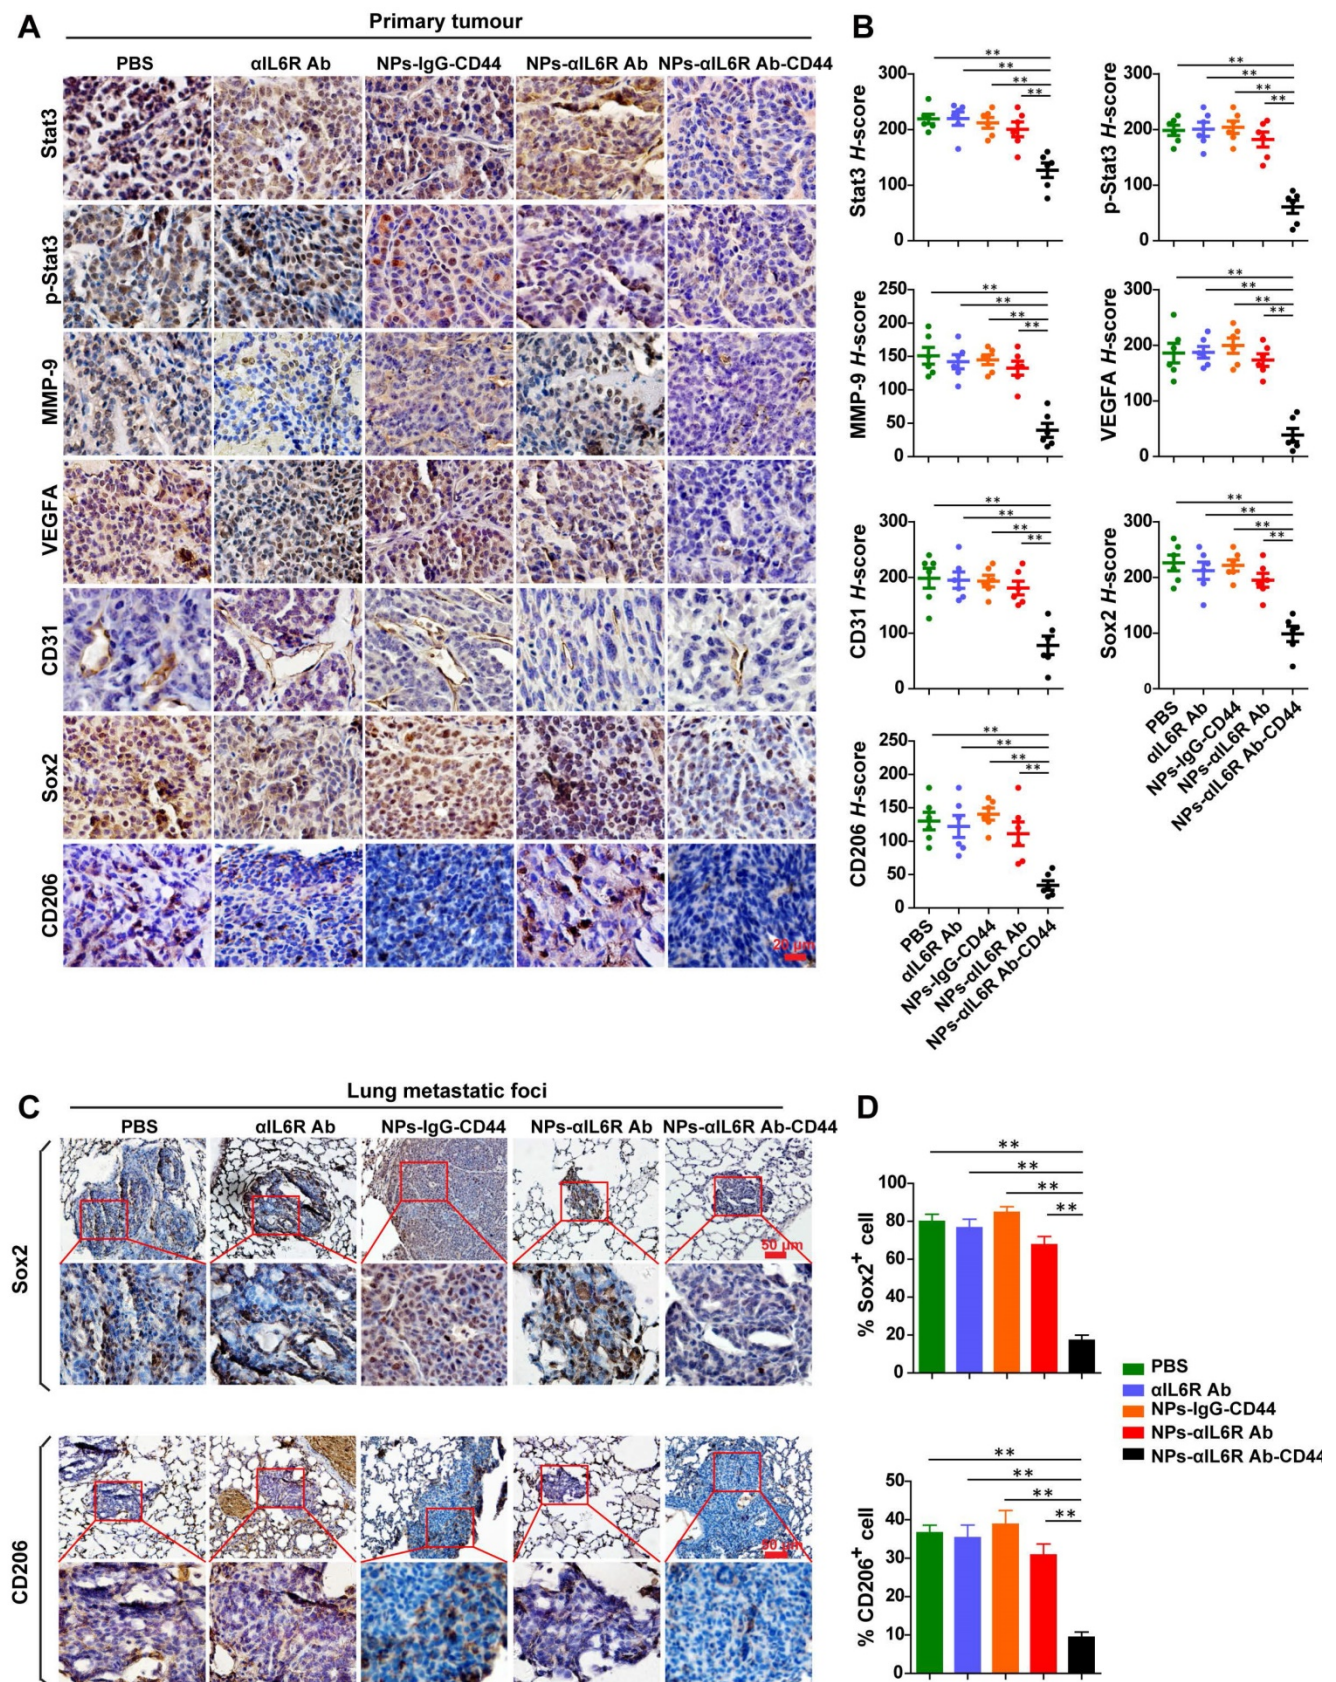 A
Primary tumour
PBS
αIL6R Ab
NPs-IgG-CD44
NPs-αIL6R Ab
NPs-αIL6R Ab-CD44
Stat3
p-Stat3
MMP-9
VEGFA
CD31
Sox2
CD206
20 μm
B
Stat3 H-score
300
200
100
0
**
**
**
**
p-Stat3 H-score
300
200
100
0
**
**
**
**
MMP-9 H-score
250
200
150
100
50
0
**
**
**
**
VEGFA H-score
300
200
100
0
**
**
**
**
CD31 H-score
300
200
100
0
**
**
**
**
Sox2 H-score
300
200
100
0
**
**
**
**
PBS
αIL6R Ab
NPs-IgG-CD44
NPs-αIL6R Ab
NPs-αIL6R Ab-CD44
CD206 H-score
250
200
150
100
50
0
**
**
**
**
PBS
αIL6R Ab
NPs-IgG-CD44
NPs-αIL6R Ab
NPs-αIL6R Ab-CD44
C
Lung metastatic foci
PBS
αIL6R Ab
NPs-IgG-CD44
NPs-αIL6R Ab
NPs-αIL6R Ab-CD44
Sox2
50 μm
CD206
50 μm
D
% Sox2+ cell
100
80
60
40
20
0
**
**
**
**
% CD206+ cell
50
40
30
20
10
0
**
**
**
**
PBS
αIL6R Ab
NPs-IgG-CD44
NPs-αIL6R Ab
NPs-αIL6R Ab-CD44